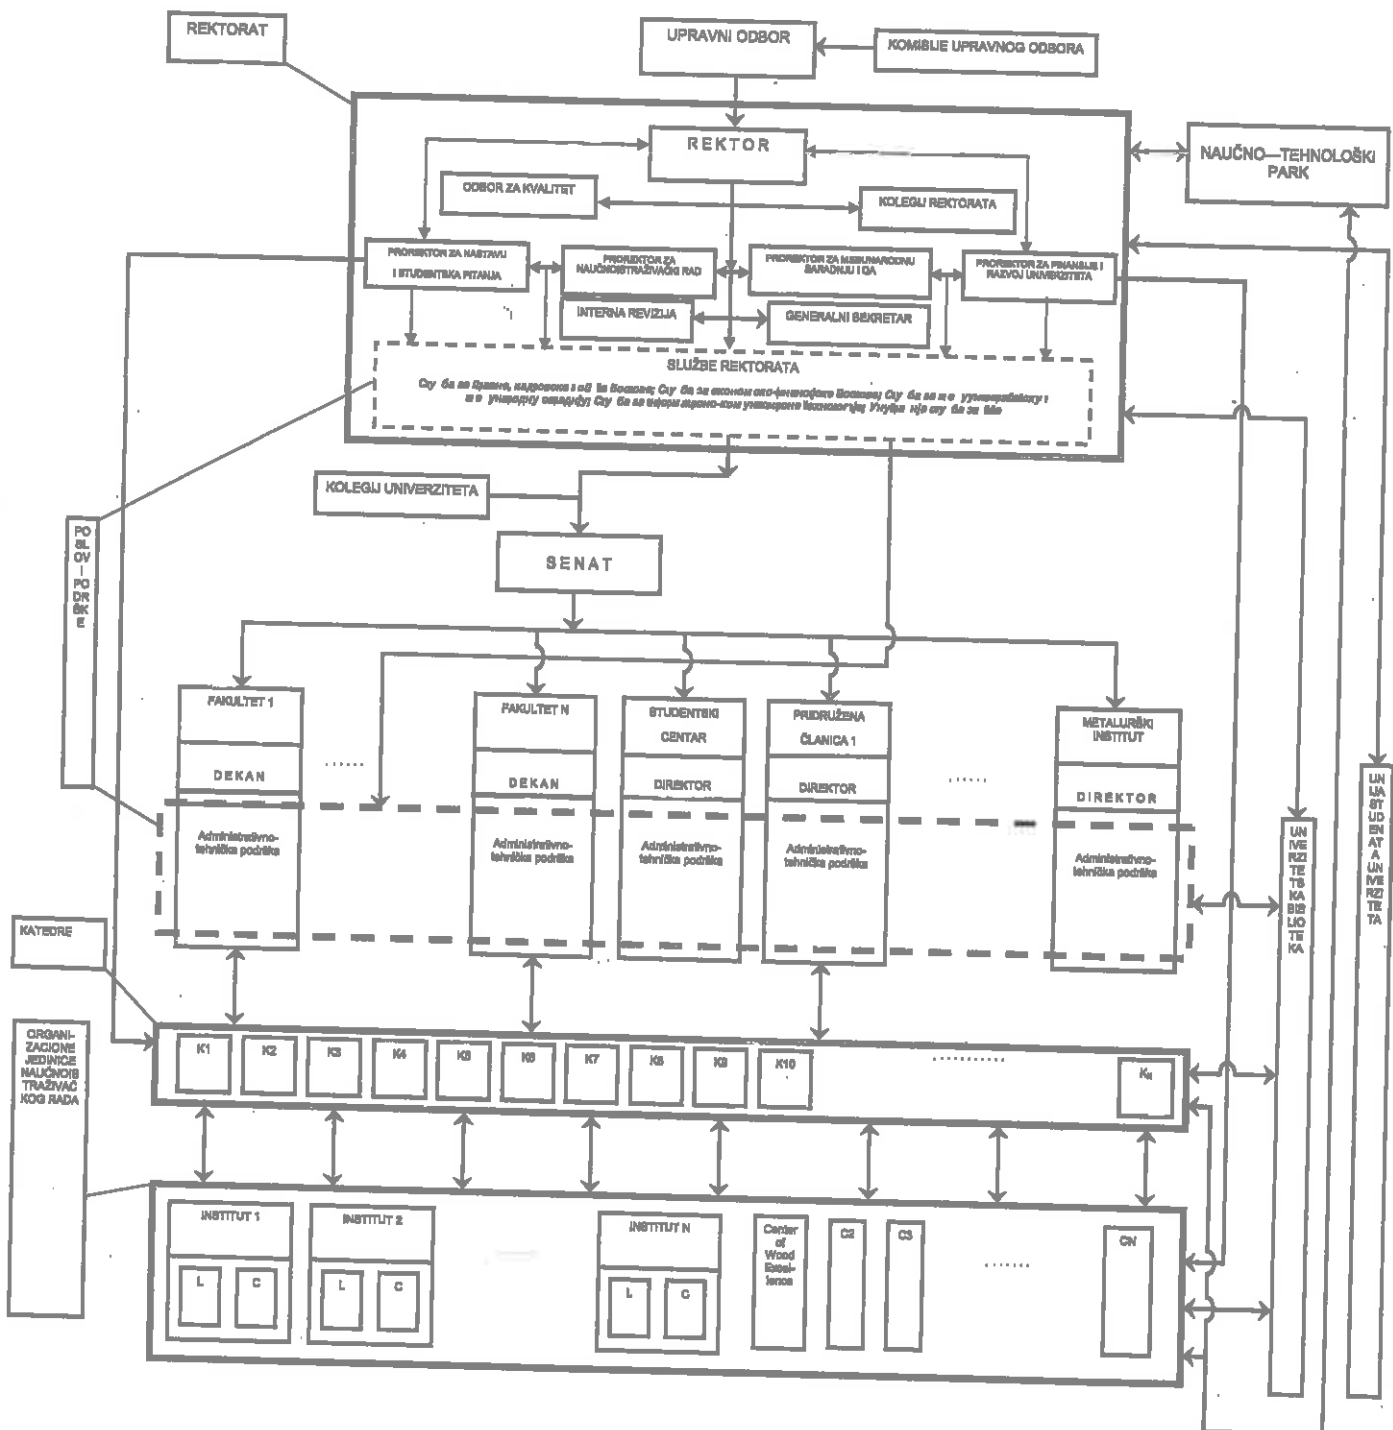 REKTORAT
UPRAVNI ODBOR
KOMISIJE UPRAVNOG ODBORA
REKTOR
NAUČNO—TEHNOLOŠKI
PARK
ODBOR ZA KVALITET
KOLEGIJ REKTORATA
PROREKTOR ZA NASTAVU
I STUDENTSKA PITANJA
PROREKTOR ZA
NAUČNOISTRAŽIVAČKI RAD
PROREKTOR ZA MEĐUNARODNU
SARADNJU I QA
PROREKTOR ZA FINANSIJE I
RAZVOJ UNIVERZITETA
INTERNA REVIZIJA
GENERALNI SEKRETAR
SLUŽBE REKTORATA
KOLEGIJ UNIVERZITETA
SENAT
PO
SL
OV
I
PO
DR
ŠK
E
FAKULTET 1
DEKAN
Administrativno-
tehnička podrška
......
FAKULTET N
DEKAN
Administrativno-
tehnička podrška
STUDENTSKI
CENTAR
DIREKTOR
Administrativno-
tehnička podrška
PRIDRUŽENA
ČLANICA 1
DIREKTOR
Administrativno-
tehnička podrška
......
METALURŠKI
INSTITUT
DIREKTOR
Administrativno-
tehnička podrška
UN
IVE
RZI
TE
TS
KA
BIB
LIO
TE
KA
UN
IJA
ST
UD
EN
AT
A
UN
IVE
RZI
TE
TA
KATEDRE
K1
K2
K3
K4
K5
K6
K7
K8
K9
K10
..........
KN
ORGANI-
ZACIONE
JEDINICE
NAUČNOIS
TRAŽIVAČ
KOG RADA
INSTITUT 1
L
C
INSTITUT 2
L
C
INSTITUT N
L
C
Center
of
Wood
Excel-
lence
C2
C3
......
CN